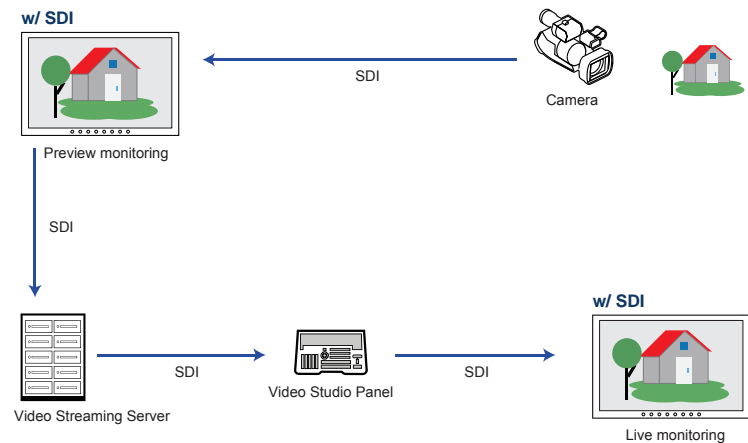 w/ SDI
SDI
Camera
Preview monitoring
SDI
w/ SDI
SDI
SDI
Video Studio Panel
Video Streaming Server
Live monitoring